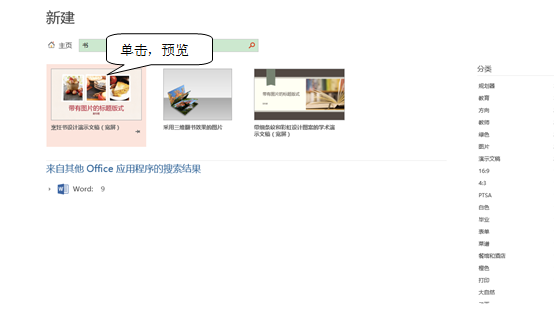 新建
主页
书
单击，预览
分类
带有图片的标题版式
带有图片的标题版式
烹饪书设计演示文稿（宽屏）
采用三维翻书效果的图片
带细条纹和彩虹设计图案的学术演示文稿（宽屏）
来自其他 Office 应用程序的搜索结果
Word: 9
规划器
教育
方向
教师
绿色
图片
演示文稿
16:9
4:3
PTSA
白色
毕业
表单
菜谱
餐馆和酒店
橙色
打印
大自然